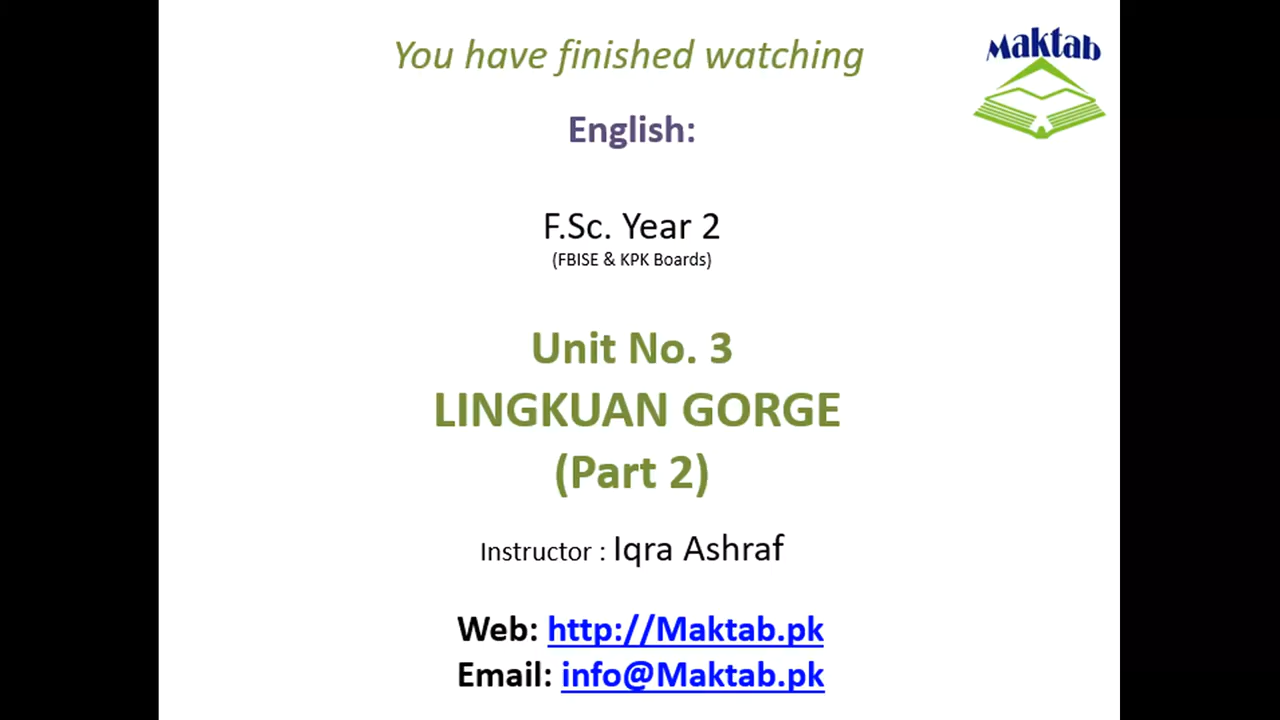 You have finished watching
Maktab
English:
F.Sc. Year 2
(FBISE & KPK Boards)
Unit No. 3
LINGKUAN GORGE
(Part 2)
Instructor : Iqra Ashraf
Web: http://Maktab.pk
Email: info@Maktab.pk